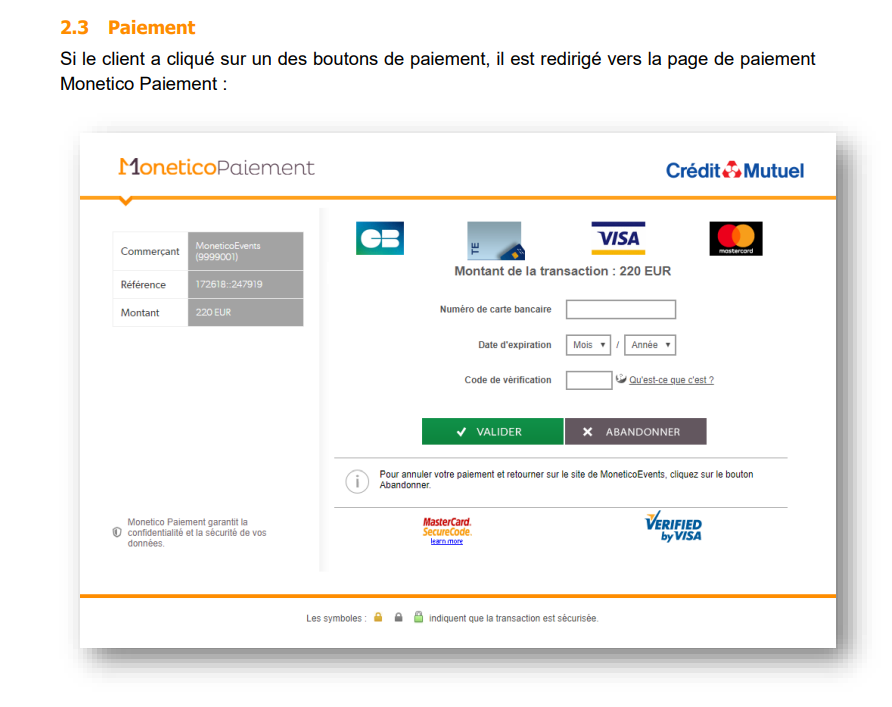 2.3 Paiement
Si le client a cliqué sur un des boutons de paiement, il est redirigé vers la page de paiement
Monetico Paiement :
MoneticoPaiement
Crédit Mutuel
Commerçant
MoneticoEvents
(9999001)
Référence
172618::247919
Montant
220 EUR
CB
TE
VISA
mastercard
Montant de la transaction : 220 EUR
Numéro de carte bancaire
Date d'expiration
Mois
/
Année
Code de vérification
Qu'est-ce que c'est ?
VALIDER
ABANDONNER
i
Pour annuler votre paiement et retourner sur le site de MoneticoEvents, cliquez sur le bouton
Abandonner.
Monetico Paiement garantit la
confidentialité et la sécurité de vos
données.
MasterCard.
SecureCode.
learn more
VERIFIED
by VISA
Les symboles : indiquent que la transaction est sécurisée.